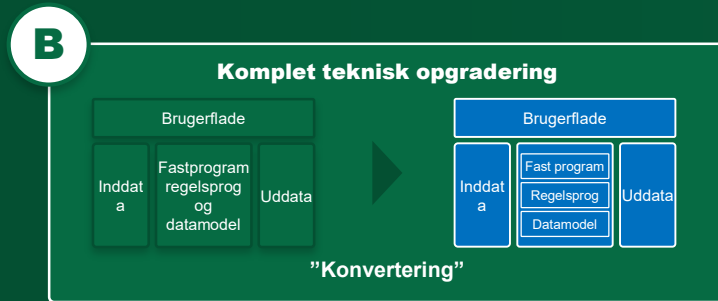 B
Komplet teknisk opgradering
Brugerflade
Inddat
a
Fastprogram
regelsprog
og
datamodel
Uddata
Brugerflade
Inddat
a
Fast program
Regelsprog
Datamodel
Uddata
”Konvertering”